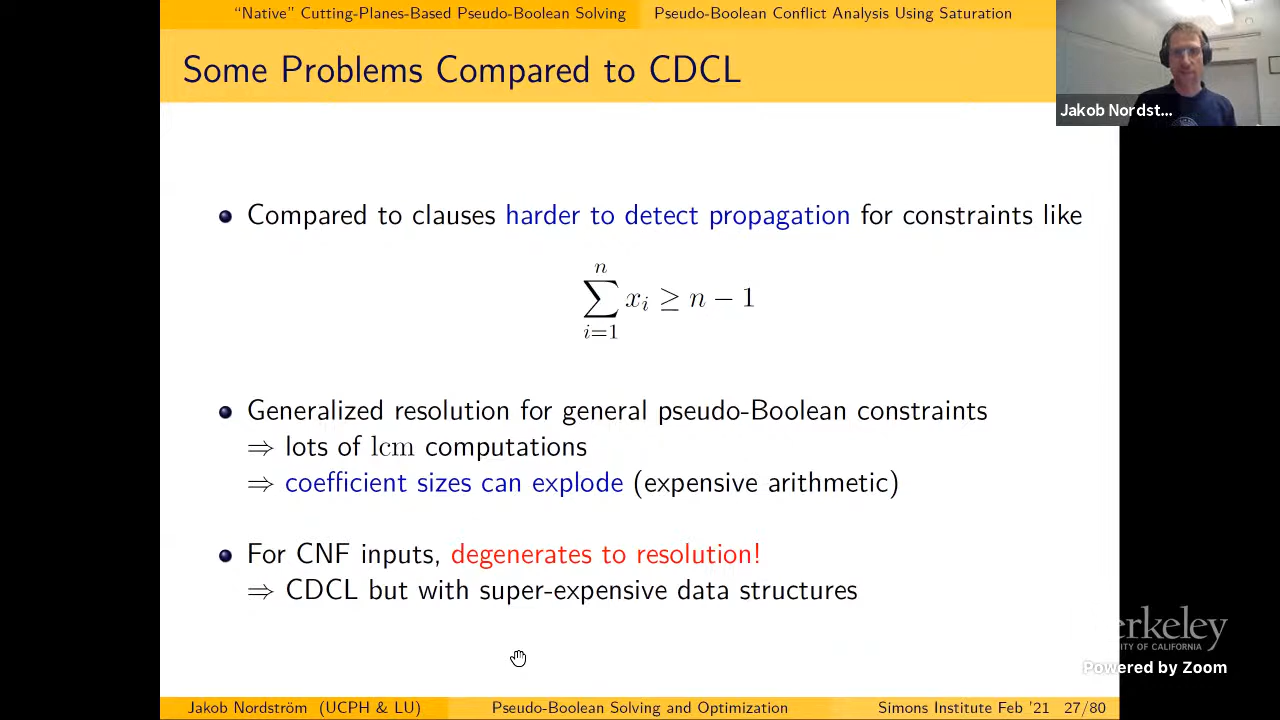 “Native” Cutting-Planes-Based Pseudo-Boolean Solving Pseudo-Boolean Conflict Analysis Using Saturation
Some Problems Compared to CDCL
Jakob Nordst...
Compared to clauses harder to detect propagation for constraints like
n
∑ xᵢ ≥ n − 1
i=1
Generalized resolution for general pseudo-Boolean constraints
⇒ lots of lcm computations
⇒ coefficient sizes can explode (expensive arithmetic)
For CNF inputs, degenerates to resolution!
⇒ CDCL but with super-expensive data structures
erkeley
TY OF CALIFORNIA
Powered by Zoom
Jakob Nordström (UCPH & LU) Pseudo-Boolean Solving and Optimization Simons Institute Feb '21 27/80